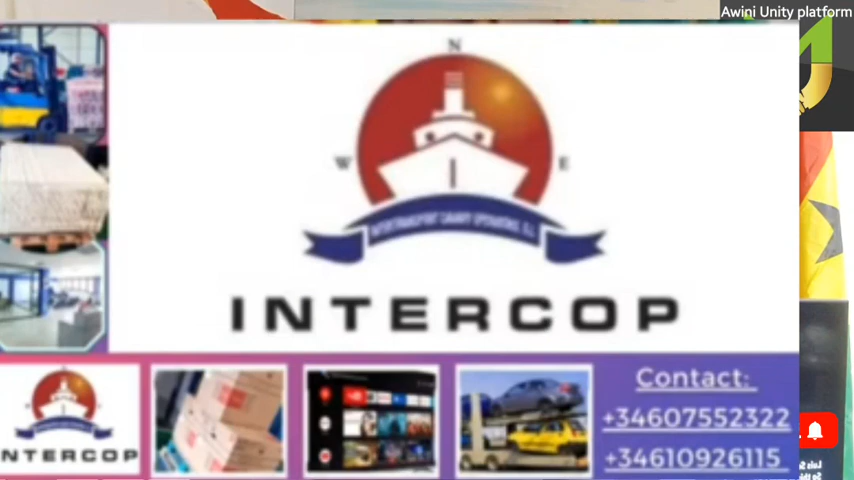 Awini Unity platform
N
W E
INTERCOP
INTERCOP
Contact:
+34607552322
+34610926115